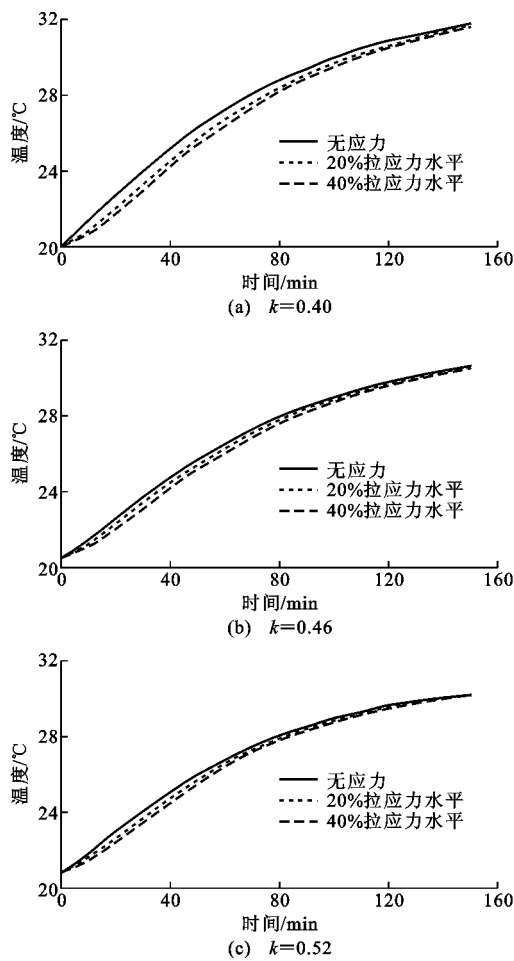 32
28
24
20
温度/℃
无应力
20%拉应力水平
40%拉应力水平
0 40 80 120 160
时间/min
(a) k=0.40
32
28
24
20
温度/℃
无应力
20%拉应力水平
40%拉应力水平
0 40 80 120 160
时间/min
(b) k=0.46
32
28
24
20
温度/℃
无应力
20%拉应力水平
40%拉应力水平
0 40 80 120 160
时间/min
(c) k=0.52